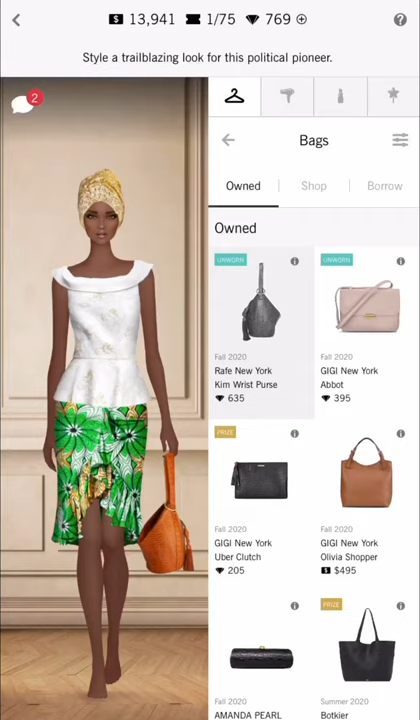 13,941 1/75 769
?
Style a trailblazing look for this political pioneer.
2
Bags
Owned Shop Borrow
Owned
UNWORN
Fall 2020
Rafe New York
Kim Wrist Purse
635
UNWORN
Fall 2020
GIGI New York
Abbot
395
PRIZE
Fall 2020
GIGI New York
Uber Clutch
205
Fall 2020
GIGI New York
Olivia Shopper
$ $495
Fall 2020
AMANDA PEARL
PRIZE
Summer 2020
Botkier